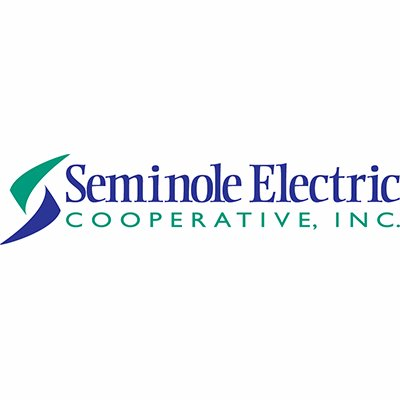 Seminole Electric
COOPERATIVE, INC.